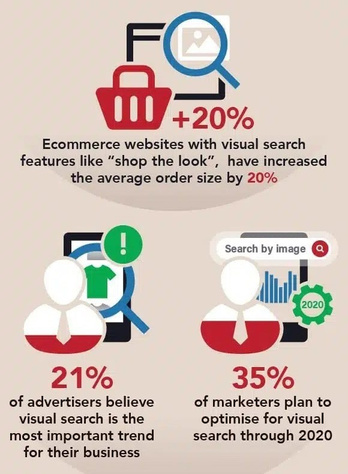 +20%
Ecommerce websites with visual search
features like “shop the look”, have increased
the average order size by 20%
!
21%
of advertisers believe
visual search is the
most important trend
for their business
Search by image
2020
35%
of marketers plan to
optimise for visual
search through 2020